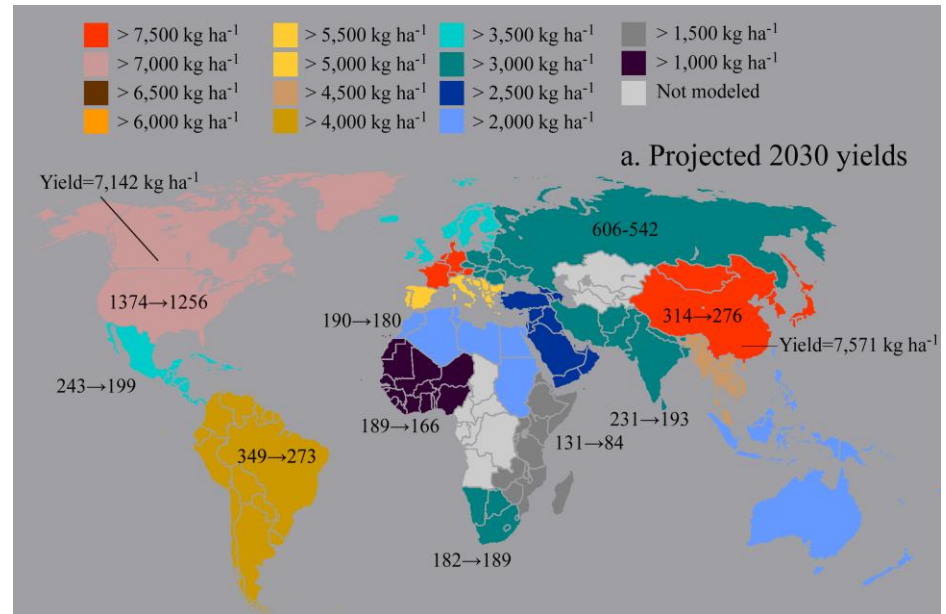 > 7,500 kg ha-1
> 7,000 kg ha-1
> 6,500 kg ha-1
> 6,000 kg ha-1
> 5,500 kg ha-1
> 5,000 kg ha-1
> 4,500 kg ha-1
> 4,000 kg ha-1
> 3,500 kg ha-1
> 3,000 kg ha-1
> 2,500 kg ha-1
> 2,000 kg ha-1
> 1,500 kg ha-1
> 1,000 kg ha-1
Not modeled
a. Projected 2030 yields
Yield=7,142 kg ha-1
606-542
1374→1256
314→276
190→180
Yield=7,571 kg ha-1
243→199
189→166
131→84
231→193
349→273
182→189